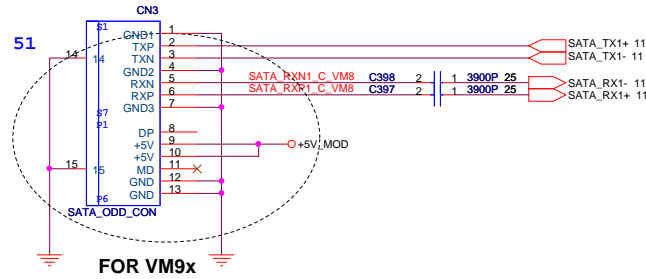 CN3
51
S1
GND1 1
14 14 TXP 2 SATA_TX1+ 11
TXN 3 SATA_TX1- 11
GND2 4
RXN 5 SATA_RXN1_C_VM8 C398 2 1 3900P 25 SATA_RX1- 11
RXP 6 SATA_RXP1_C_VM8 C397 2 1 3900P 25 SATA_RX1+ 11
GND3 7
S7
P1
DP 8
+5V 9 +5V_MOD
+5V 10
15 15 MD 11
GND 12
GND 13
P6
SATA_ODD_CON
FOR VM9x